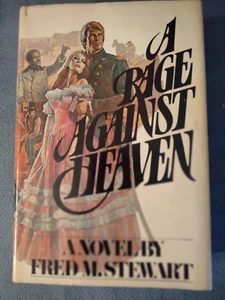 A
RAGE
AGAINST
HEAVEN
A NOVEL BY
FRED M. STEWART